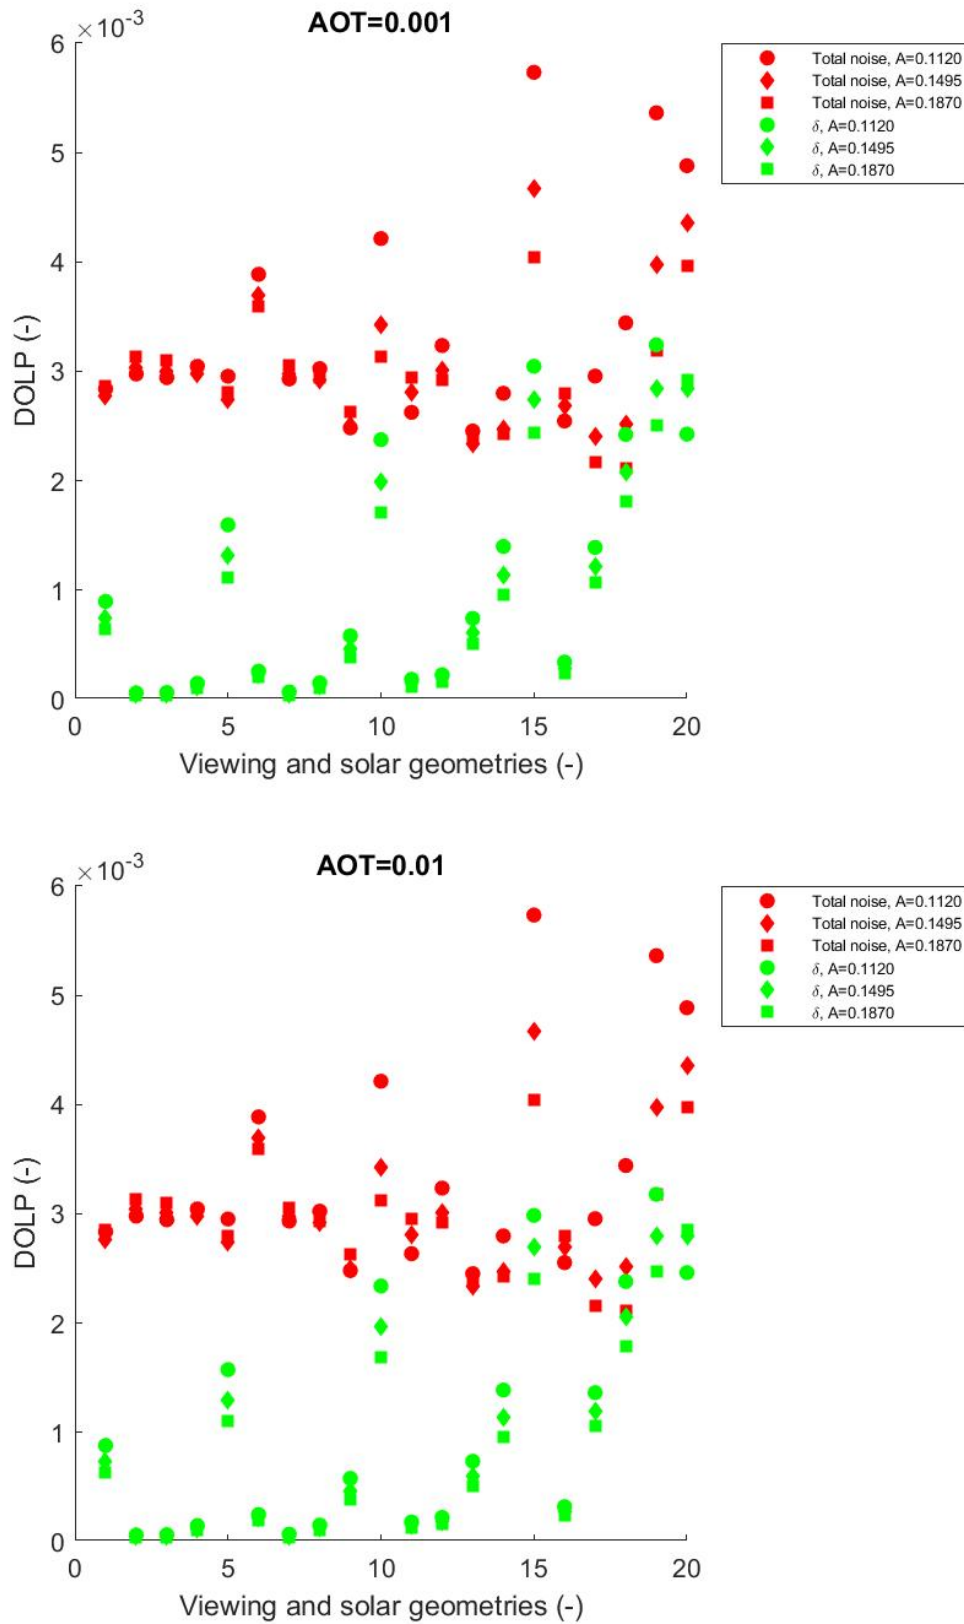 AOT=0.001
×10⁻³
6
5
4
3
2
1
0
DOLP (-)
0 5 10 15 20
Viewing and solar geometries (-)
Total noise, A=0.1120
Total noise, A=0.1495
Total noise, A=0.1870
δ, A=0.1120
δ, A=0.1495
δ, A=0.1870
AOT=0.01
×10⁻³
6
5
4
3
2
1
0
DOLP (-)
0 5 10 15 20
Viewing and solar geometries (-)
Total noise, A=0.1120
Total noise, A=0.1495
Total noise, A=0.1870
δ, A=0.1120
δ, A=0.1495
δ, A=0.1870